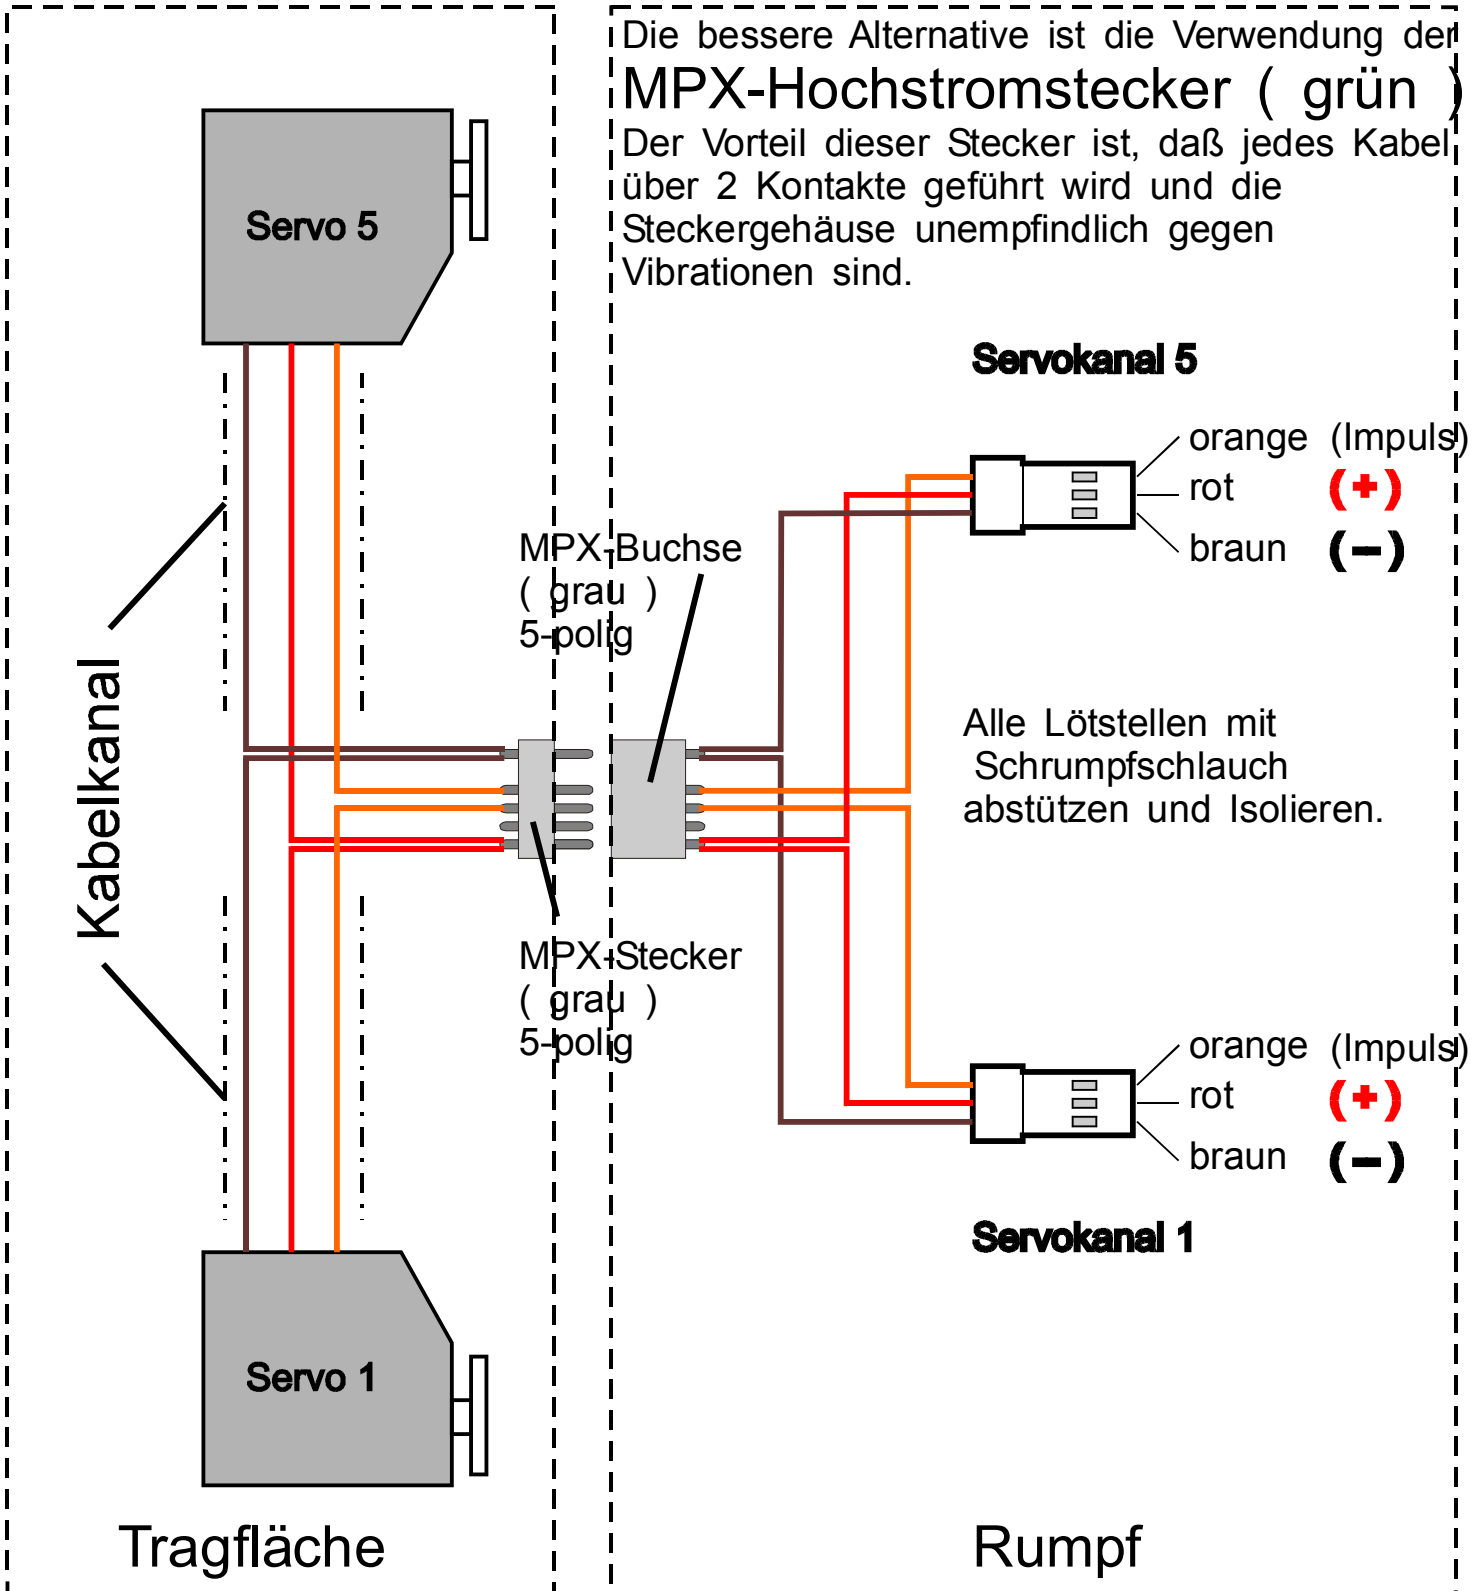 Die bessere Alternative ist die Verwendung der
MPX-Hochstromstecker ( grün )
Der Vorteil dieser Stecker ist, daß jedes Kabel
über 2 Kontakte geführt wird und die
Steckergehäuse unempfindlich gegen
Vibrationen sind.
Servo 5
Servokanal 5
orange (Impuls)
rot (+)
braun (–)
MPX-Buchse
( grau )
5-polig
Kabelkanal
Alle Lötstellen mit
Schrumpfschlauch
abstützen und Isolieren.
MPX-Stecker
( grau )
5-polig
orange (Impuls)
rot (+)
braun (–)
Servokanal 1
Servo 1
Tragfläche
Rumpf